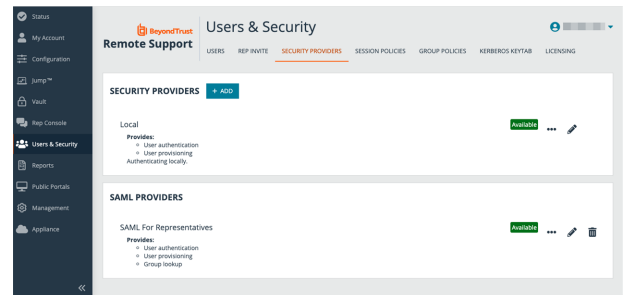 Status
My Account
Configuration
Jump™
Vault
Rep Console
Users & Security
Reports
Public Portals
Management
Appliance
BeyondTrust
Remote Support
Users & Security
USERS REP INVITE SECURITY PROVIDERS SESSION POLICIES GROUP POLICIES KERBEROS KEYTAB LICENSING
SECURITY PROVIDERS + ADD
Local Available
Provides:
User authentication
User provisioning
Authenticating locally.
SAML PROVIDERS
SAML For Representatives Available
Provides:
User authentication
User provisioning
Group lookup